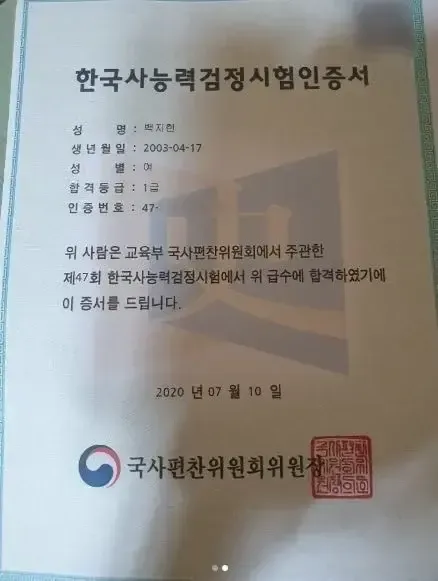 한국사능력검정시험인증서
성 명 : 백지헌
생년월일 : 2003-04-17
성 별 : 여
합격등급 : 1급
인증번호 : 47-
위 사람은 교육부 국사편찬위원회에서 주관한
제47회 한국사능력검정시험에서 위 급수에 합격하였기에
이 증서를 드립니다.
2020 년 07 월 10 일
국사편찬위원회위원장